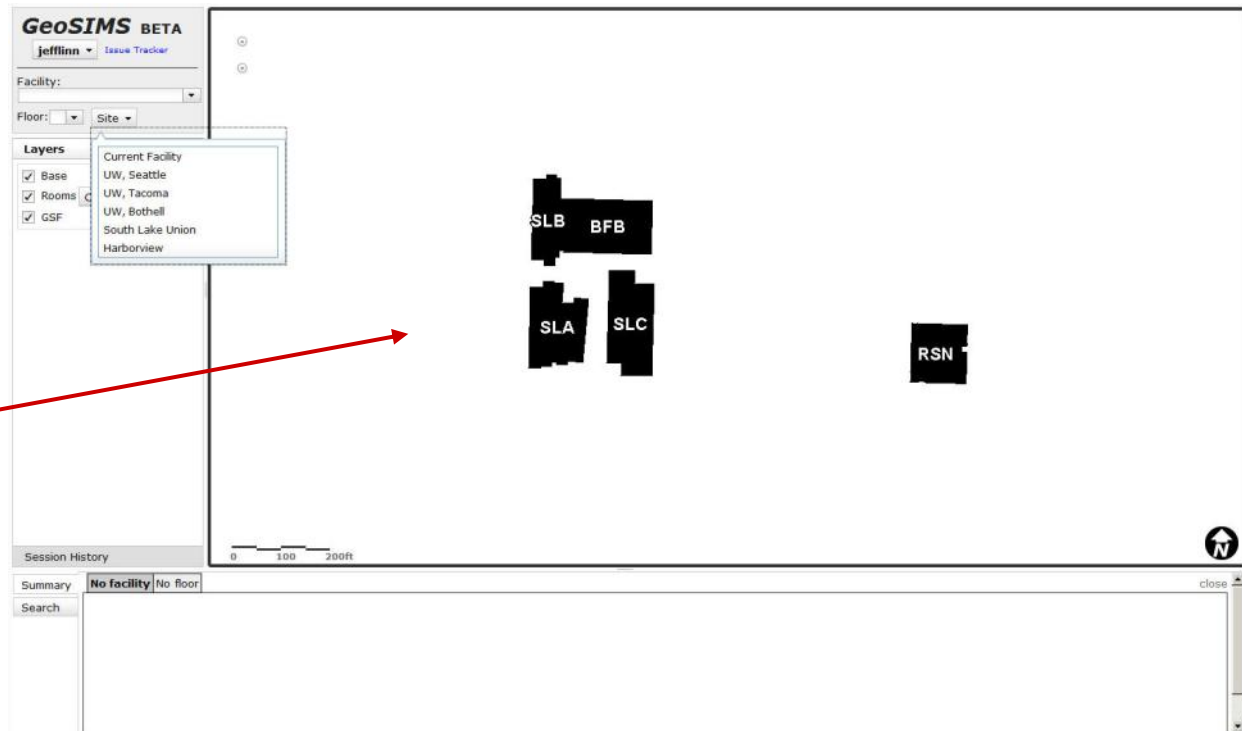 GeoSIMS BETA
jefflinn Issue Tracker
Facility:
Floor: Site
Layers
Base
Rooms
GSF
Current Facility
UW, Seattle
UW, Tacoma
UW, Bothell
South Lake Union
Harborview
SLB BFB
SLA SLC
RSN
N
0 100 200ft
Session History
Summary No facility No floor close
Search